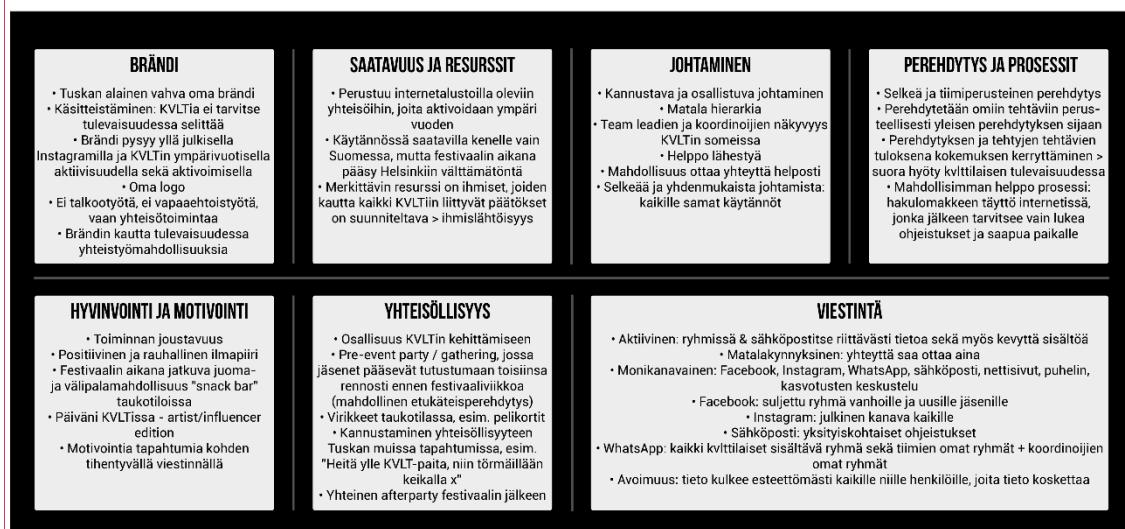 BRÄNDI
• Tuskan alainen vahva oma brändi
• Käsitteistäminen: KVLTia ei tarvitse
tulevaisuudessa selittää
• Brändi pysyy yllä julkisella
Instagramilla ja KVLTin ympärivuotisella
aktiivisuudella sekä aktivoimisella
• Oma logo
• Ei talkootyötä, ei vapaaehtoistyötä,
vaan yhteisötoimintaa
• Brändin kautta tulevaisuudessa
yhteistyömahdollisuuksia
SAATAVUUS JA RESURSSIT
• Perustuu internetalustoilla oleviin
yhteisöihin, joita aktivoidaan ympäri
vuoden
• Käytännössä saatavilla kenelle vain
Suomessa, mutta festivaalin aikana
pääsy Helsinkiin välttämätöntä
• Merkittävin resurssi on ihmiset, joiden
kautta kaikki KVLTiin liittyvät päätökset
on suunniteltava > ihmislähtöisyys
JOHTAMINEN
• Kannustava ja osallistuva johtaminen
• Matala hierarkia
• Team leadien ja koordinoijien näkyvyys
KVLTin someissa
• Helppo lähestyä
• Mahdollisuus ottaa yhteyttä helposti
• Selkeää ja yhdenmukaista johtamista:
kaikille samat käytännöt
PEREHDYTYS JA PROSESSIT
• Selkeä ja tiimiperusteinen perehdytys
• Perehdytetään omiin tehtäviin perus-
teellisesti yleisen perehdytyksen sijaan
• Perehdytyksen ja tehtyjen tehtävien
tuloksena kokemuksen kerryttäminen >
suora hyöty kvlttilaisen tulevaisuudessa
• Mahdollisimman helppo prosessi:
hakulomakkeen täyttö internetissä,
jonka jälkeen tarvitsee vain lukea
ohjeistukset ja saapua paikalle
HYVINVOINTI JA MOTIVOINTI
• Toiminnan joustavuus
• Positiivinen ja rauhallinen ilmapiiri
• Festivaalin aikana jatkuva juoma-
ja välipalamahdollisuus "snack bar"
taukotiloissa
• Päiväni KVLTissa - artist/influencer
edition
• Motivointia tapahtumia kohden
tihentyvällä viestinnällä
YHTEISÖLLISYYS
• Osallisuus KVLTin kehittämiseen
• Pre-event party / gathering, jossa
jäsenet pääsevät tutustumaan toisiinsa
rennosti ennen festivaaliviikkoa
(mahdollinen etukäteisperehdytys)
• Virikkeet taukotilassa, esim. pelikortit
• Kannustaminen yhteisöllisyyteen
Tuskan muissa tapahtumissa, esim.
"Heitä ylle KVLT-paita, niin törmäillään
keikalla x"
• Yhteinen afterparty festivaalin jälkeen
VIESTINTÄ
• Aktiivinen: ryhmissä & sähköpostitse riittävästi tietoa sekä myös kevyttä sisältöä
• Matalakynnyksinen: yhteyttä saa ottaa aina
• Monikanavainen: Facebook, Instagram, WhatsApp, sähköposti, nettisivut, puhelin,
kasvotusten keskustelu
• Facebook: suljettu ryhmä vanhoille ja uusille jäsenille
• Instagram: julkinen kanava kaikille
• Sähköposti: yksityiskohtaiset ohjeistukset
• WhatsApp: kaikki kvlttilaiset sisältävä ryhmä sekä tiimien omat ryhmät + koordinoijien
omat ryhmät
• Avoimuus: tieto kulkee esteettömästi kaikille niille henkilöille, joita tieto koskettaa